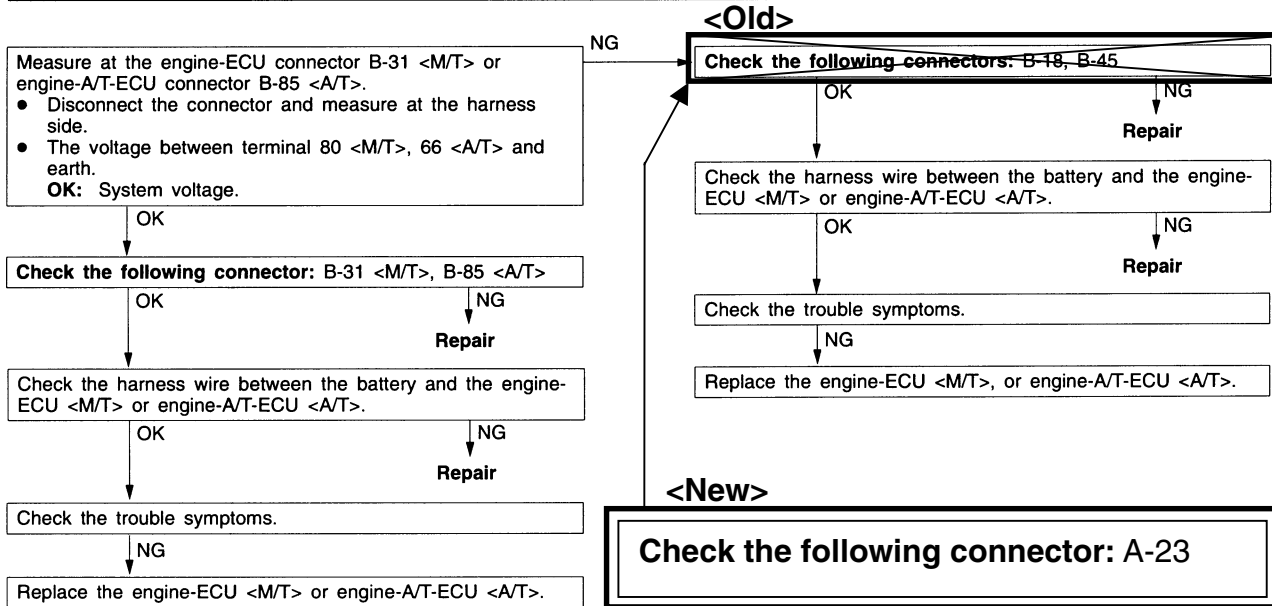 Measure at the engine-ECU connector B-31 <M/T> or
engine-A/T-ECU connector B-85 <A/T>.
● Disconnect the connector and measure at the harness
side.
● The voltage between terminal 80 <M/T>, 66 <A/T> and
earth.
OK: System voltage.
NG
OK
Check the following connector: B-31 <M/T>, B-85 <A/T>
OK
NG
Repair
Check the harness wire between the battery and the engine-
ECU <M/T> or engine-A/T-ECU <A/T>.
OK
NG
Repair
Check the trouble symptoms.
NG
Replace the engine-ECU <M/T> or engine-A/T-ECU <A/T>.
<Old>
Check the following connectors: B-18, B-45
OK
NG
Repair
Check the harness wire between the battery and the engine-
ECU <M/T> or engine-A/T-ECU <A/T>.
OK
NG
Repair
Check the trouble symptoms.
NG
Replace the engine-ECU <M/T>, or engine-A/T-ECU <A/T>.
<New>
Check the following connector: A-23